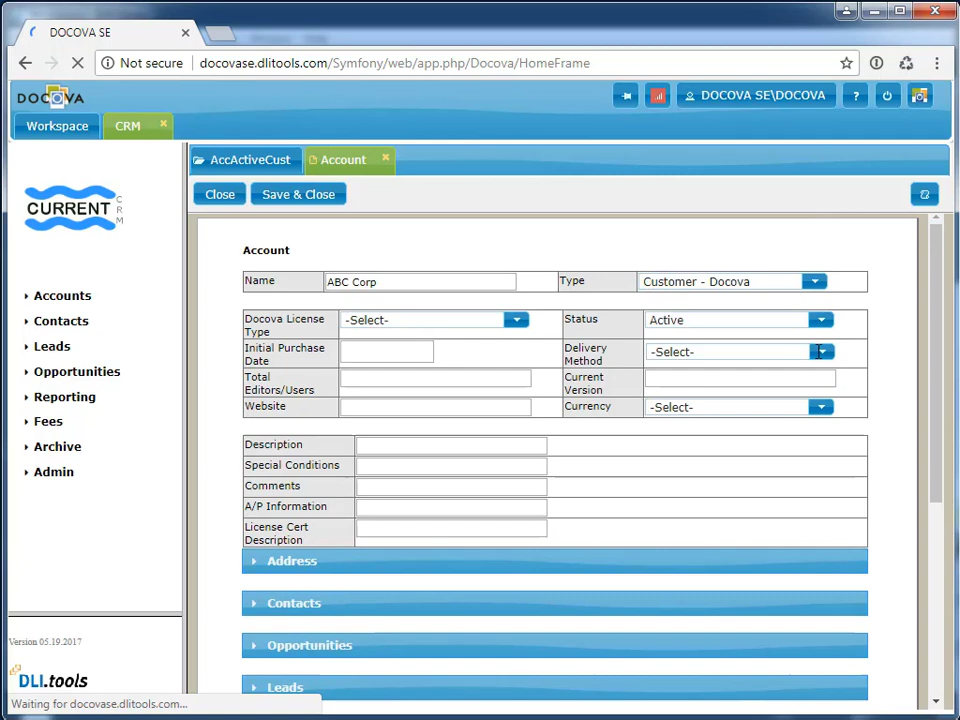 DOCOVA SE
Not secure docovase.dlitools.com/Symfony/web/app.php/Docova/HomeFrame
DOCOVA
DOCOVA SE\DOCOVA ?
Workspace CRM
AccActiveCust Account
Close Save & Close
CURRENT CRM
Account
Name ABC Corp Type Customer - Docova
Docova License Type -Select- Status Active
Initial Purchase Date Delivery Method -Select-
Total Editors/Users Current Version
Website Currency -Select-
Description
Special Conditions
Comments
A/P Information
License Cert Description
Address
Contacts
Opportunities
Leads
Accounts
Contacts
Leads
Opportunities
Reporting
Fees
Archive
Admin
Version 05.19.2017
DLI.tools
Waiting for docovase.dlitools.com...